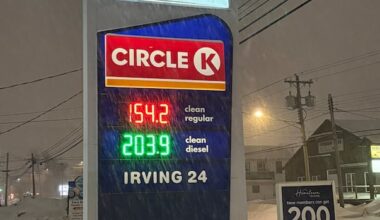 CIRCLE K
154.2 clean
regular
203.9 clean
diesel
IRVING 24
200